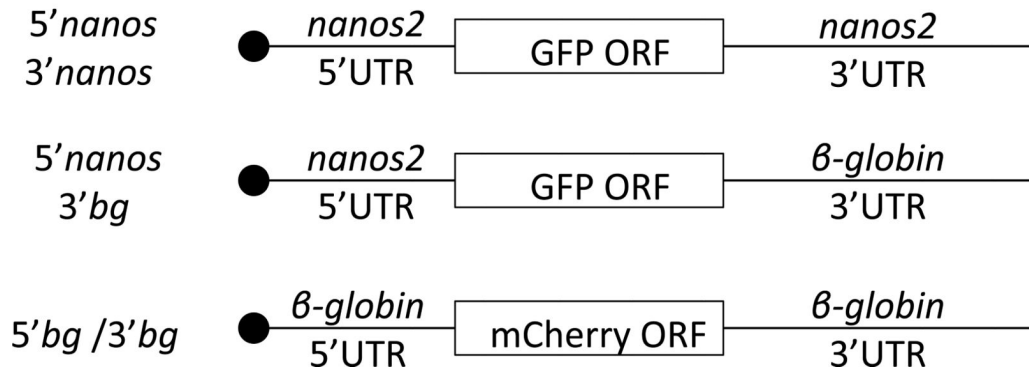 5'nanos
3'nanos
nanos2
5'UTR
GFP ORF
nanos2
3'UTR
5'nanos
3'bg
nanos2
5'UTR
GFP ORF
β-globin
3'UTR
5'bg /3'bg
β-globin
5'UTR
mCherry ORF
β-globin
3'UTR